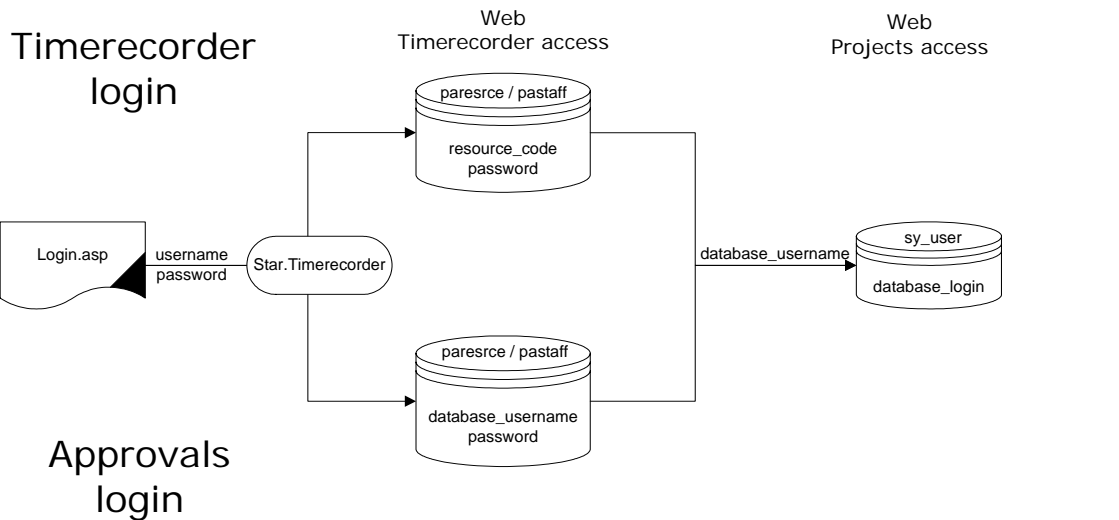 Timerecorder
login
Web
Timerecorder access
Web
Projects access
paresrce / pastaff
resource_code
password
Login.asp
username
password
Star.Timerecorder
database_username
sy_user
database_login
paresrce / pastaff
database_username
password
Approvals
login